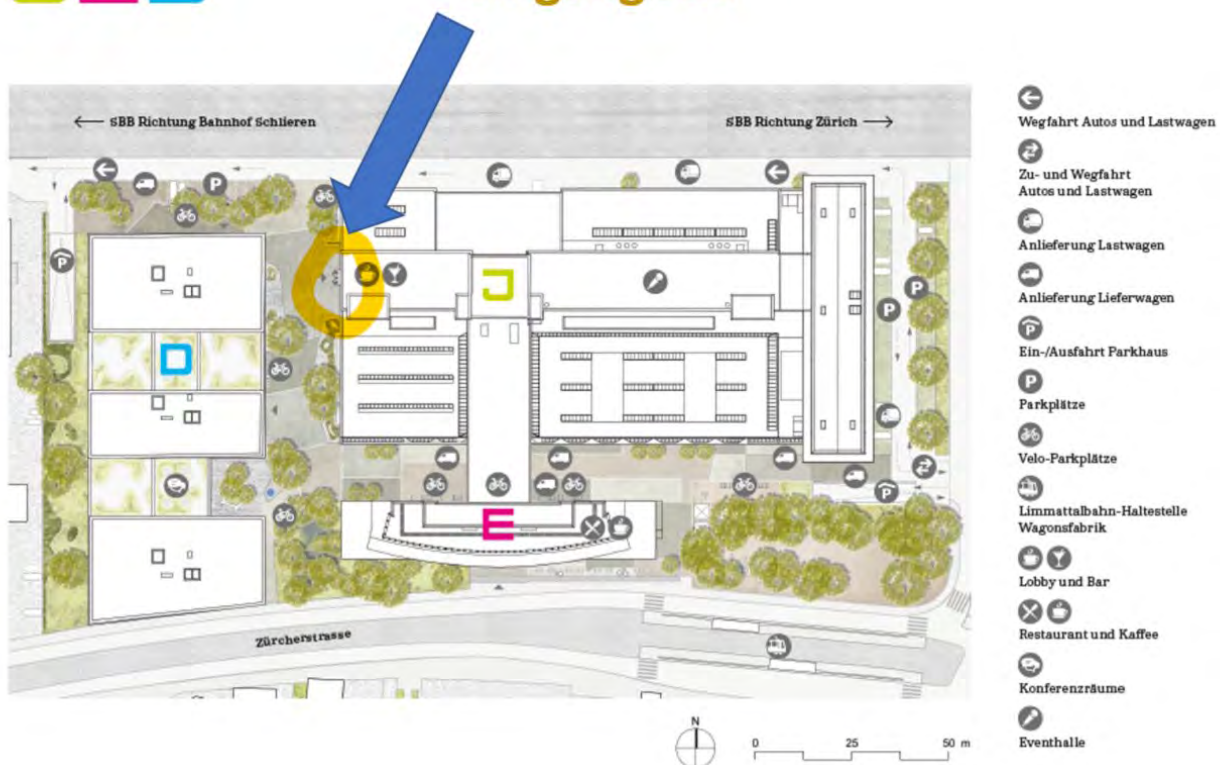 ← SBB Richtung Bahnhof Schlieren
SBB Richtung Zürich →
P
P
P
P
P
J
D
E
P
Zürcherstrasse
N
0 25 50 m
Wegfahrt Autos und Lastwagen
Zu- und Wegfahrt
Autos und Lastwagen
Anlieferung Lastwagen
Anlieferung Lieferwagen
P
Ein-/Ausfahrt Parkhaus
P
Parkplätze
Velo-Parkplätze
Limmattalbahn-Haltestelle
Wagonsfabrik
Lobby und Bar
Restaurant und Kaffee
Konferenzräume
Eventhalle